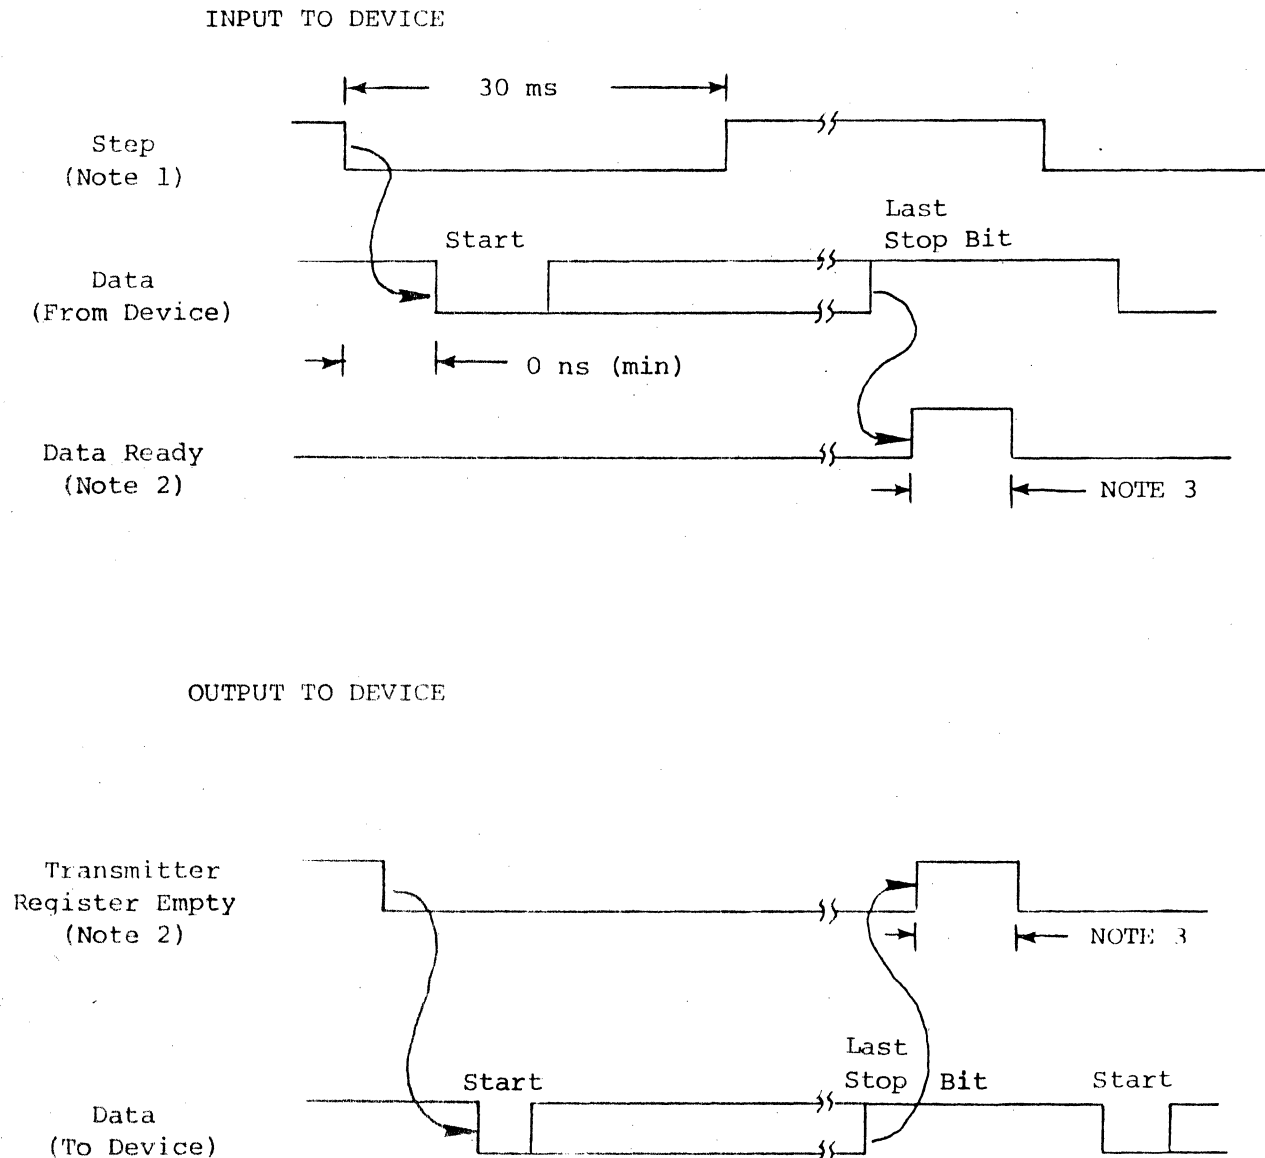 INPUT TO DEVICE
30 ms
Step
(Note 1)
Last
Stop Bit
Start
Data
(From Device)
0 ns (min)
Data Ready
(Note 2)
NOTE 3
OUTPUT TO DEVICE
Transmitter
Register Empty
(Note 2)
NOTE 3
Last
Start
Stop Bit
Start
Data
(To Device)